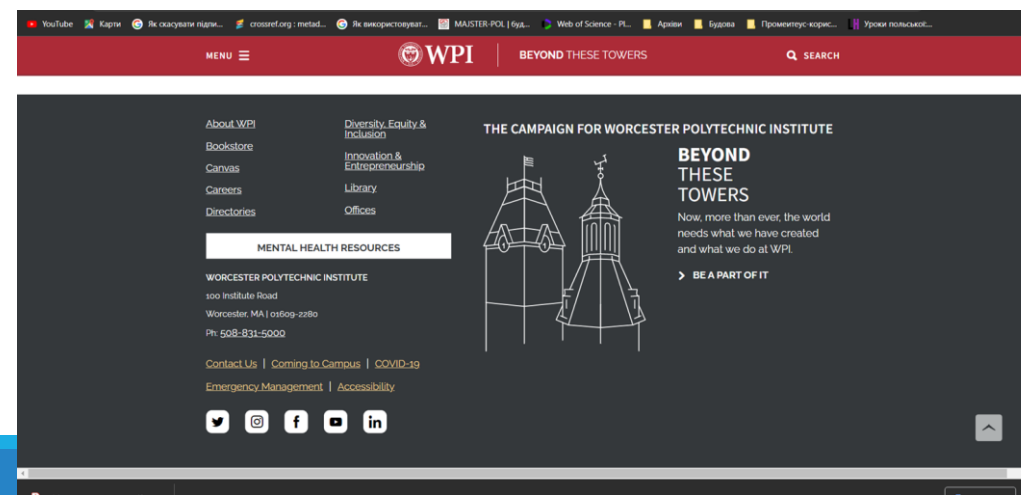 YouTube Карти Як скасувати підпи... crossref.org : metad... Як використовуват... MAJSTER-POL | буд... Web of Science - Pl... Архіви Будова Промеитеус-корис... Уроки польської...
MENU WPI BEYOND THESE TOWERS SEARCH
About WPI
Bookstore
Canvas
Careers
Directories
Diversity, Equity &
Inclusion
Innovation &
Entrepreneurship
Library
Offices
MENTAL HEALTH RESOURCES
WORCESTER POLYTECHNIC INSTITUTE
100 Institute Road
Worcester, MA | 01609-2280
Ph: 508-831-5000
Contact Us | Coming to Campus | COVID-19
Emergency Management | Accessibility
THE CAMPAIGN FOR WORCESTER POLYTECHNIC INSTITUTE
BEYOND
THESE
TOWERS
Now, more than ever, the world
needs what we have created
and what we do at WPI.
BE A PART OF IT